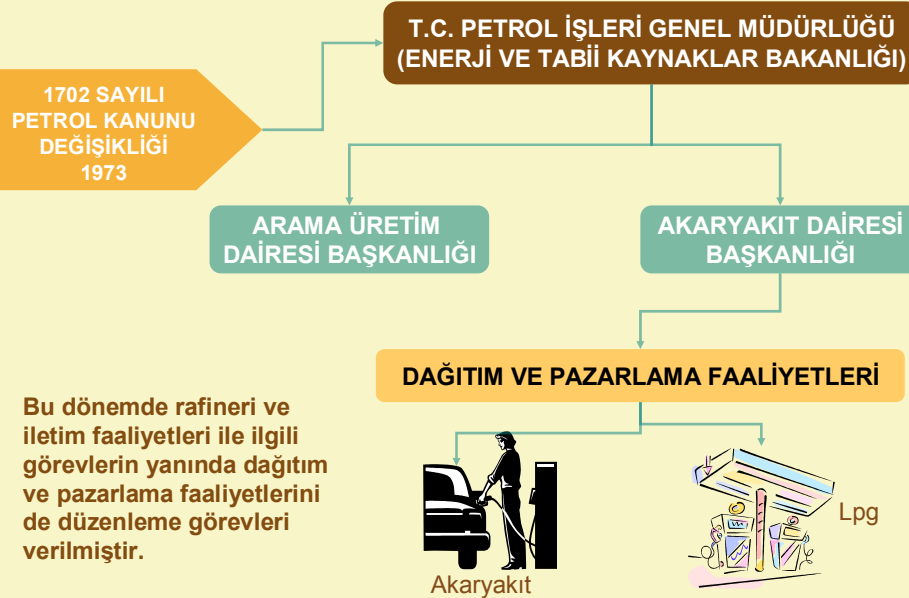 T.C. PETROL İŞLERİ GENEL MÜDÜRLÜĞÜ
(ENERJİ VE TABİİ KAYNAKLAR BAKANLIĞI)
1702 SAYILI
PETROL KANUNU
DEĞİŞİKLİĞİ
1973
ARAMA ÜRETİM
DAİRESİ BAŞKANLIĞI
AKARYAKIT DAİRESİ
BAŞKANLIĞI
DAĞITIM VE PAZARLAMA FAALİYETLERİ
Bu dönemde rafineri ve
iletim faaliyetleri ile ilgili
görevlerin yanında dağıtım
ve pazarlama faaliyetlerini
de düzenleme görevleri
verilmiştir.
Akaryakıt
Lpg